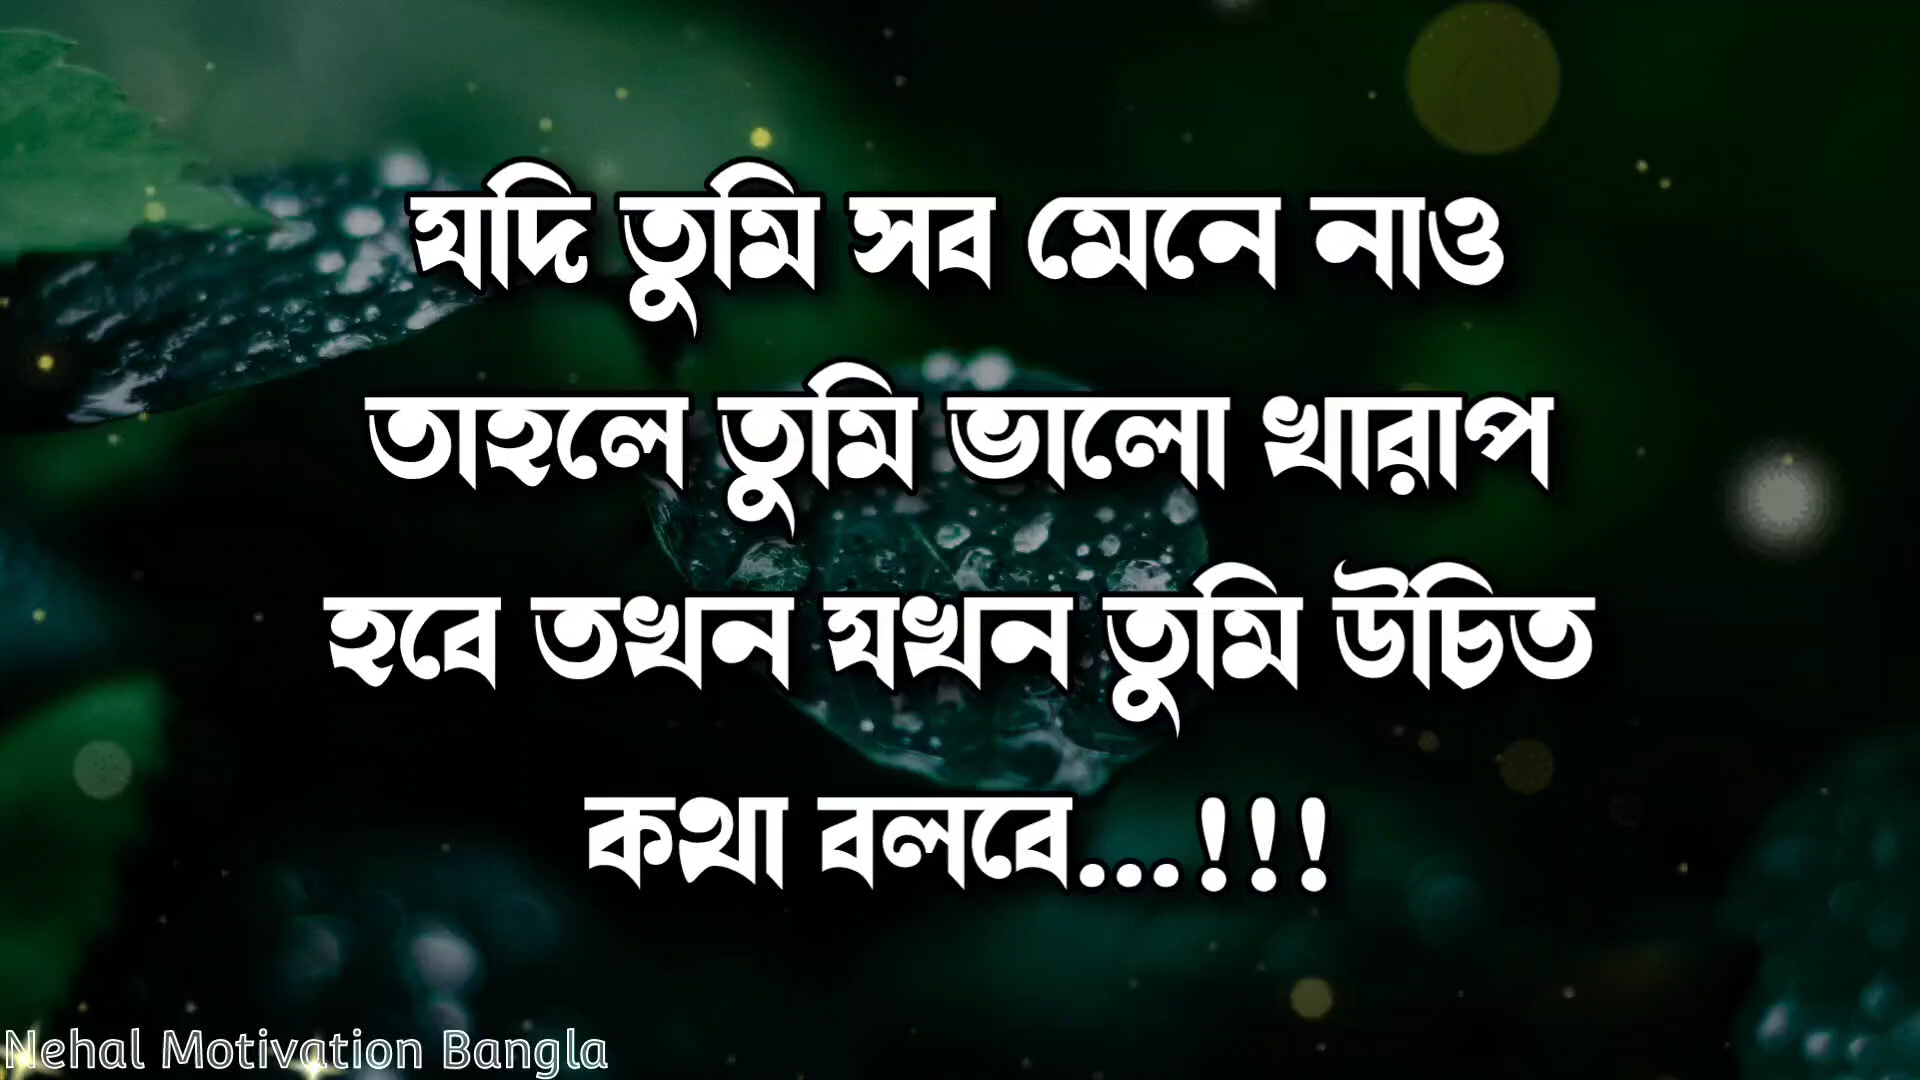 যদি তুমি সব মেনে নাও
তাহলে তুমি ভালো খারাপ
হবে তখন যখন তুমি উচিত
কথা বলবে...!!!
Nehal Motivation Bangla